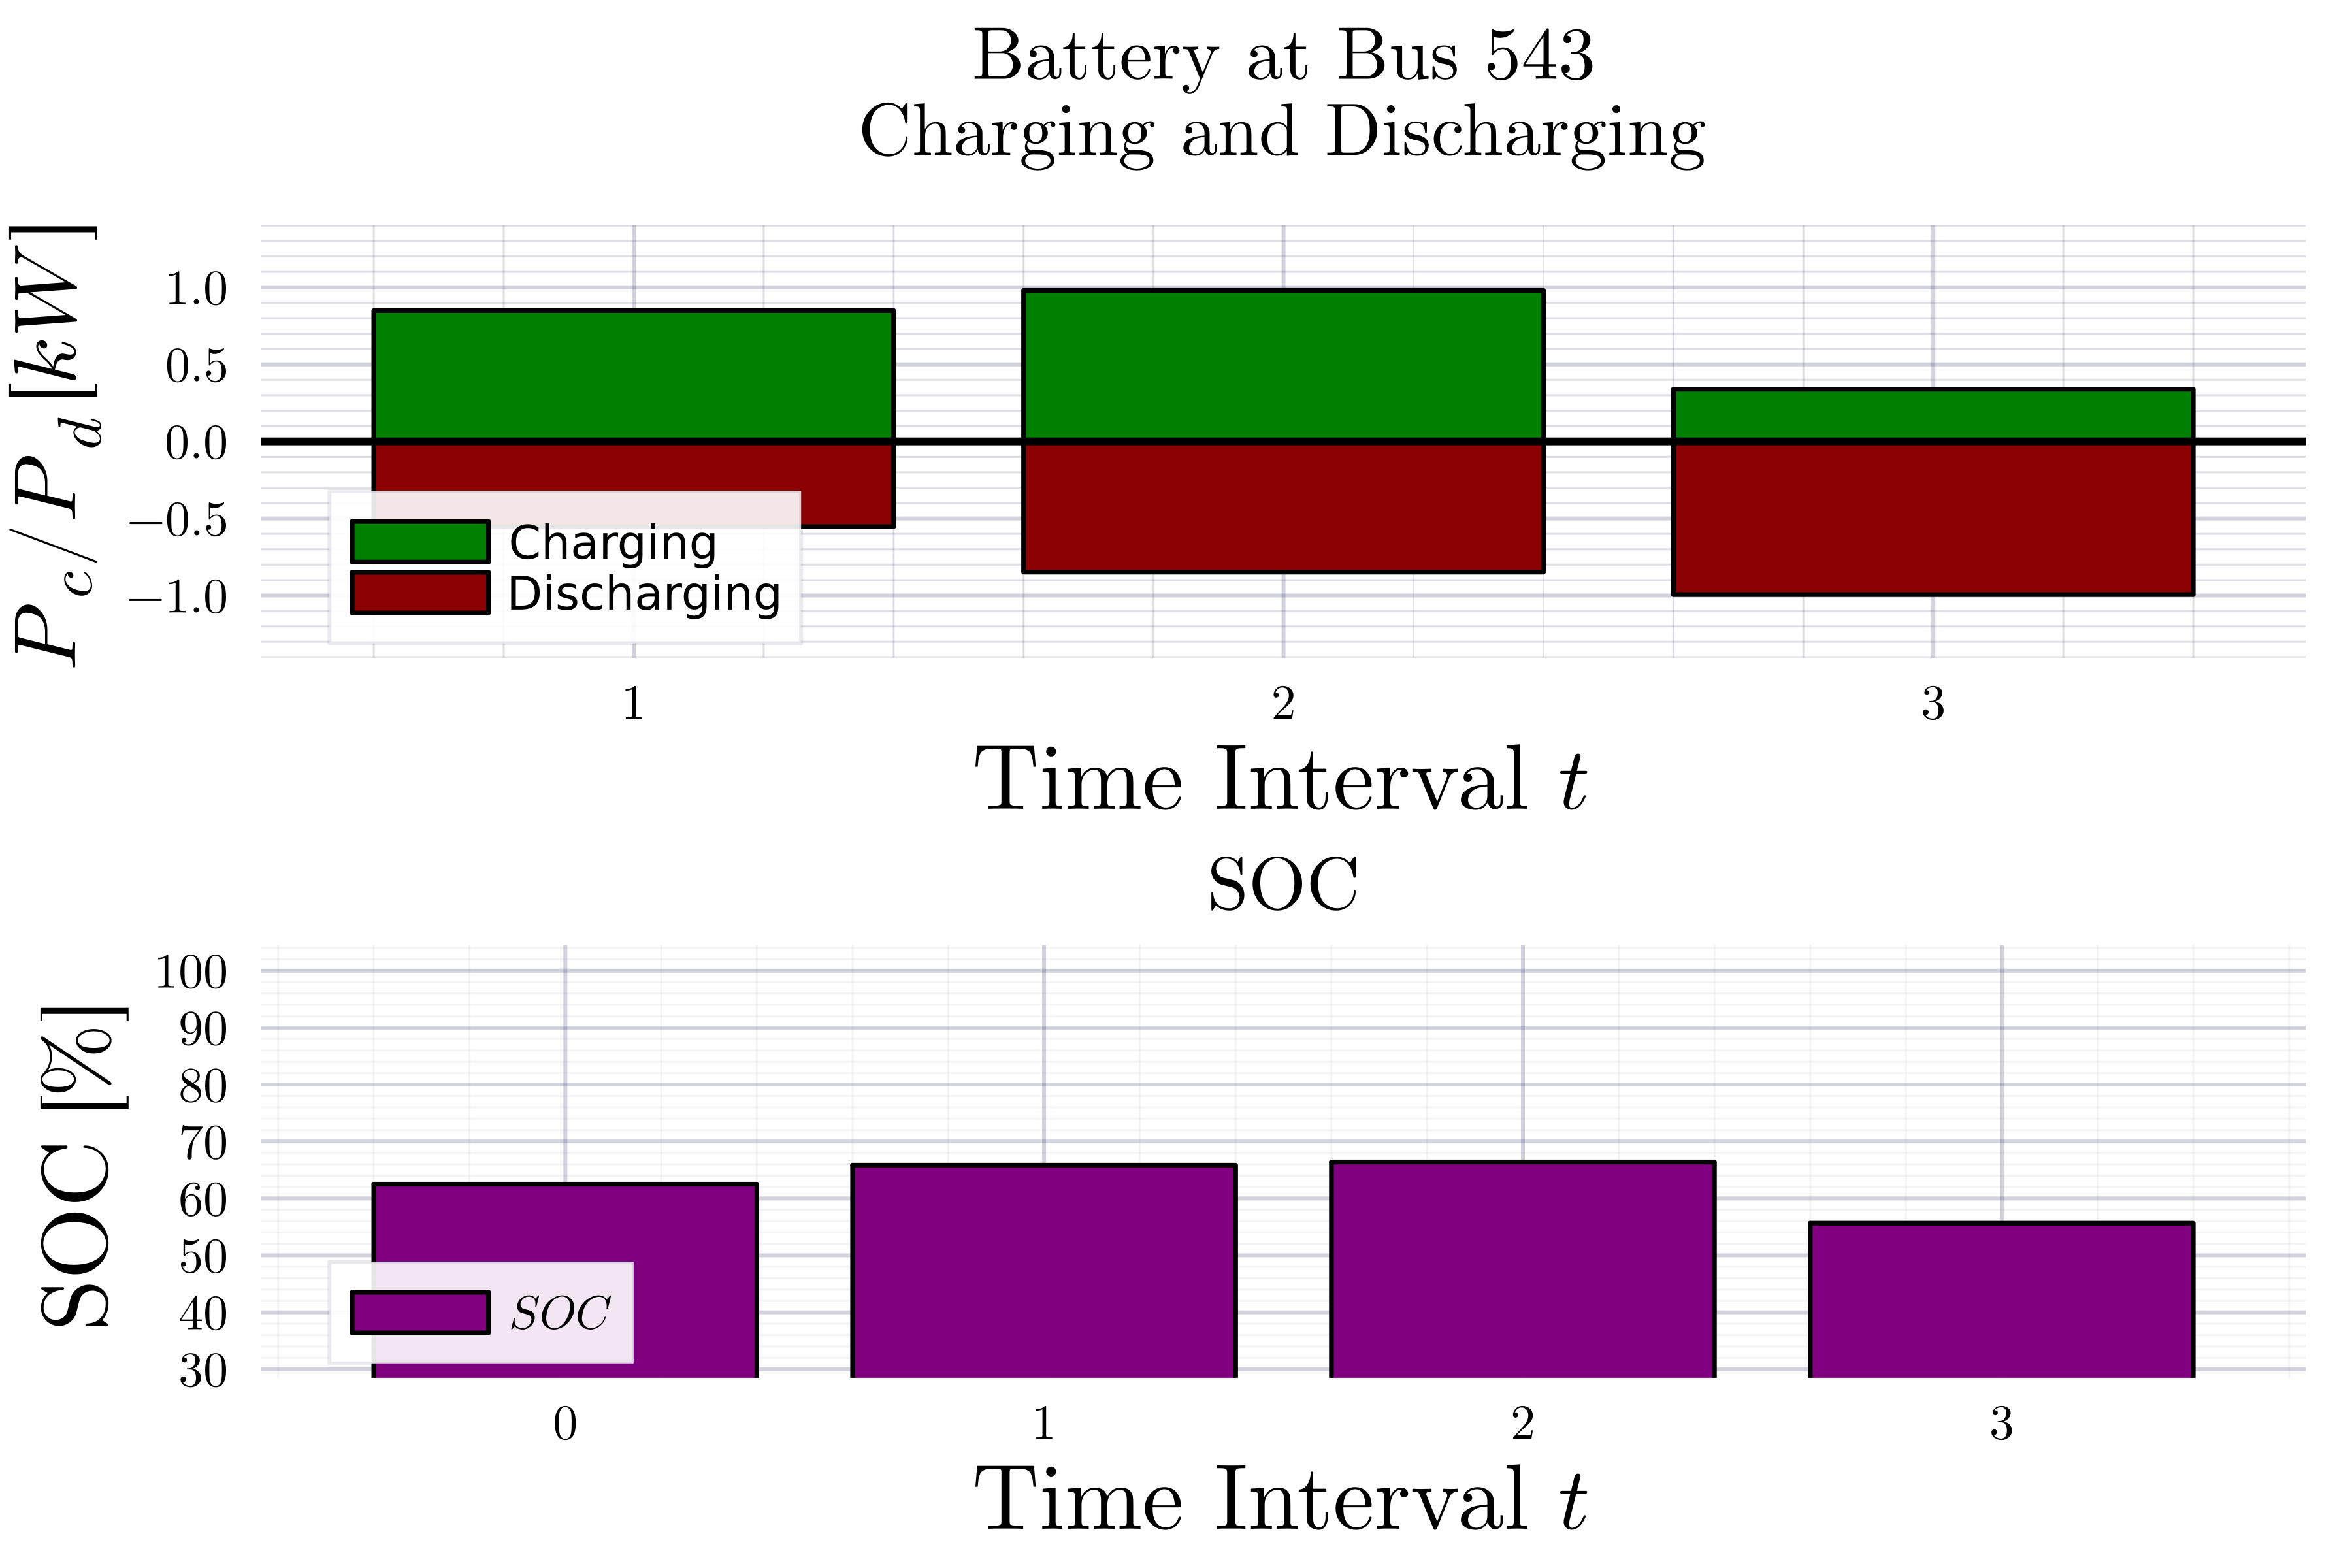 Battery at Bus 543
Charging and Discharging
P_c / P_d [kW]
1.0
0.5
0.0
−0.5
−1.0
Charging
Discharging
1 2 3
Time Interval t
SOC
SOC [%]
100
90
80
70
60
50
40
30
SOC
0 1 2 3
Time Interval t